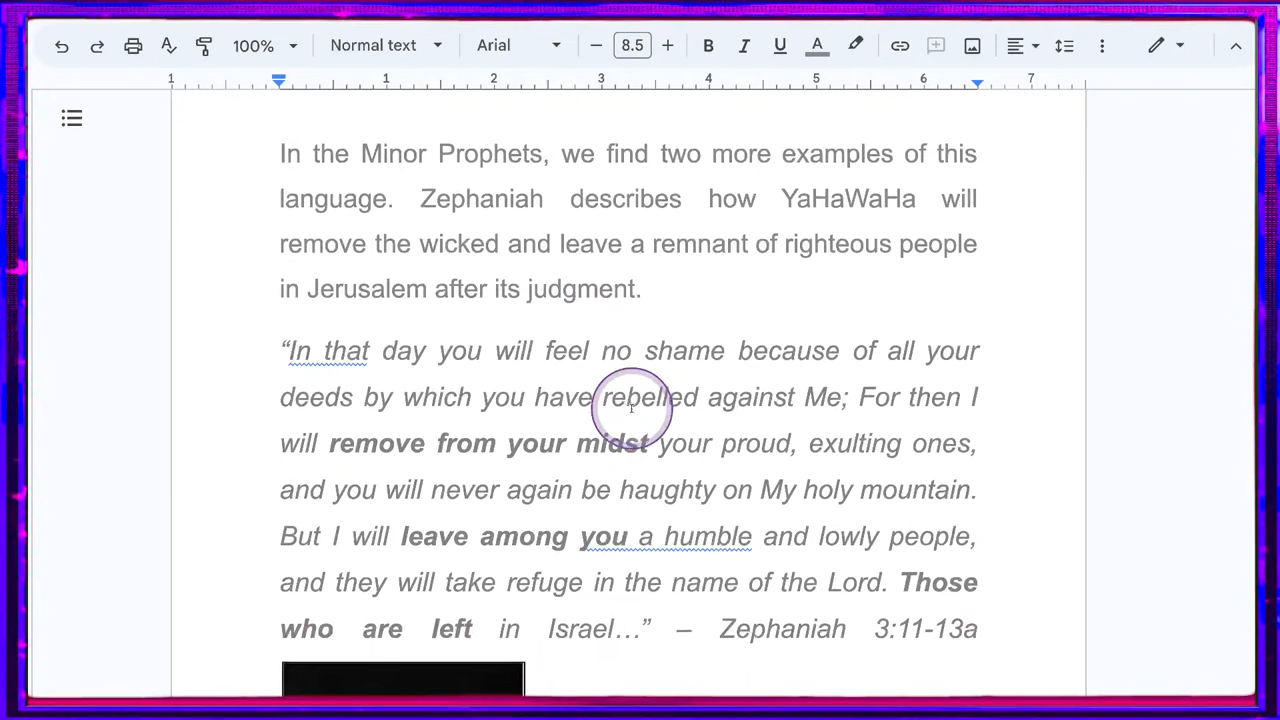 100% Normal text Arial 8.5 B I U A
1 1 2 3 4 5 6 7
In the Minor Prophets, ve find two more examples of this
language. Zephaniah describes how YaHaWaHa will
remove the wicked and leave a remnant of righteous people
in Jerusalem after its judgment.
“In that day you will feel no shame because of all your
deeds by which you have rebelled against Me; For then I
will remove from your midst your proud, exulting ones,
and you will never again be haughty on My holy mountain.
But I will leave among you a humble and lowly people,
and they will take refuge in the name of the Lord. Those
who are left in Israel…” – Zephaniah 3:11-13a